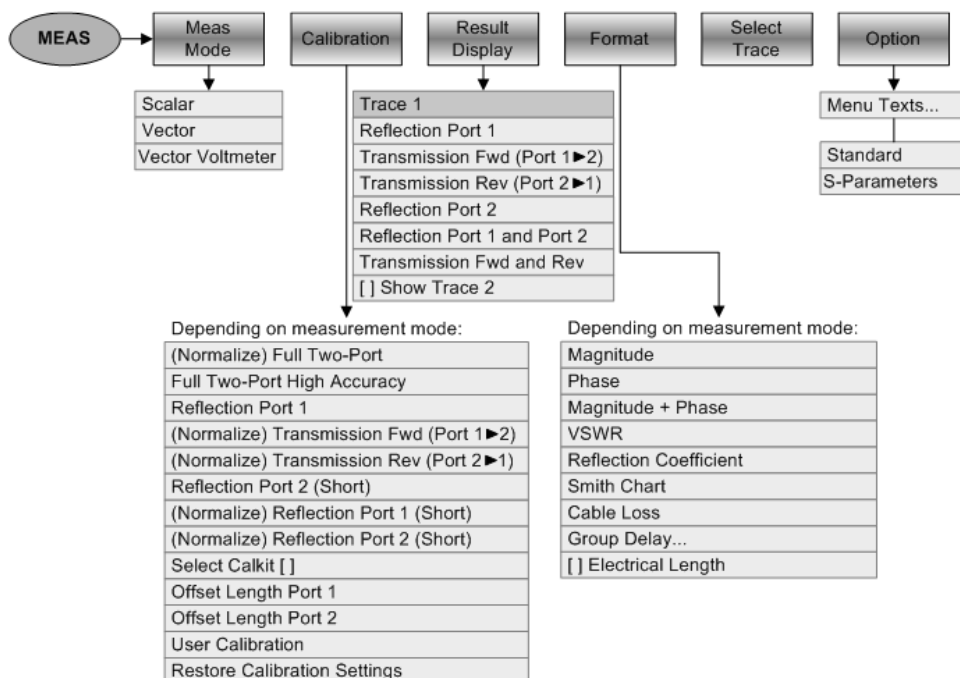 MEAS
Meas
Mode
Calibration
Result
Display
Format
Select
Trace
Option
Scalar
Vector
Vector Voltmeter
Trace 1
Reflection Port 1
Transmission Fwd (Port 1►2)
Transmission Rev (Port 2►1)
Reflection Port 2
Reflection Port 1 and Port 2
Transmission Fwd and Rev
[ ] Show Trace 2
Menu Texts...
Standard
S-Parameters
Depending on measurement mode:
(Normalize) Full Two-Port
Full Two-Port High Accuracy
Reflection Port 1
(Normalize) Transmission Fwd (Port 1►2)
(Normalize) Transmission Rev (Port 2►1)
Reflection Port 2 (Short)
(Normalize) Reflection Port 1 (Short)
(Normalize) Reflection Port 2 (Short)
Select Calkit [ ]
Offset Length Port 1
Offset Length Port 2
User Calibration
Restore Calibration Settings
Depending on measurement mode:
Magnitude
Phase
Magnitude + Phase
VSWR
Reflection Coefficient
Smith Chart
Cable Loss
Group Delay...
[ ] Electrical Length